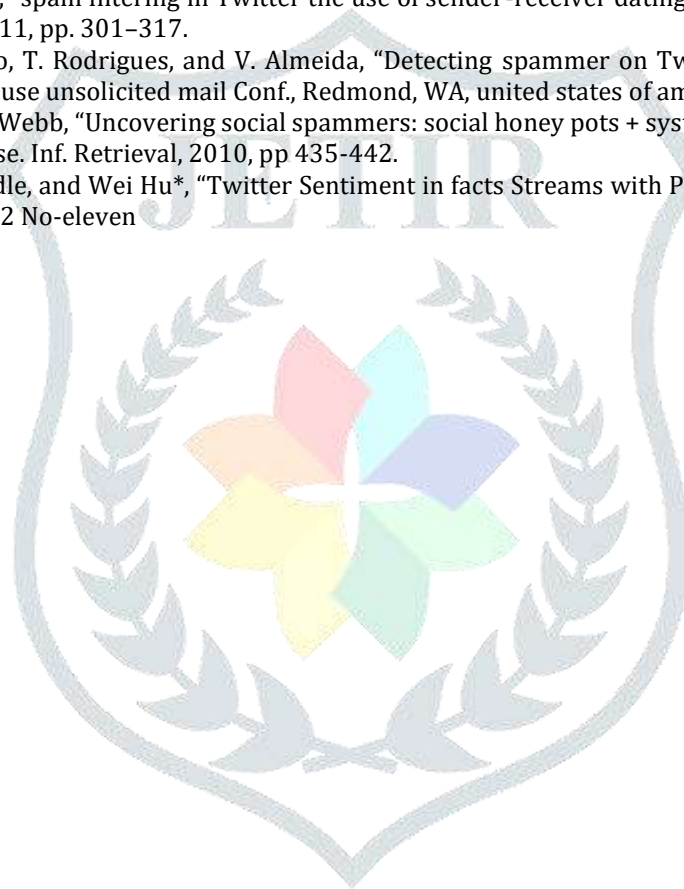 ," spam filtering in Twitter the use of sender-receiver dating
11, pp. 301–317.
o, T. Rodrigues, and V. Almeida, “Detecting spammer on Tw
use unsolicited mail Conf., Redmond, WA, united states of am
Webb, “Uncovering social spammers: social honey pots + sys
se. Inf. Retrieval, 2010, pp 435-442.
dle, and Wei Hu*, “Twitter Sentiment in facts Streams with P
2 No-eleven
JETIR